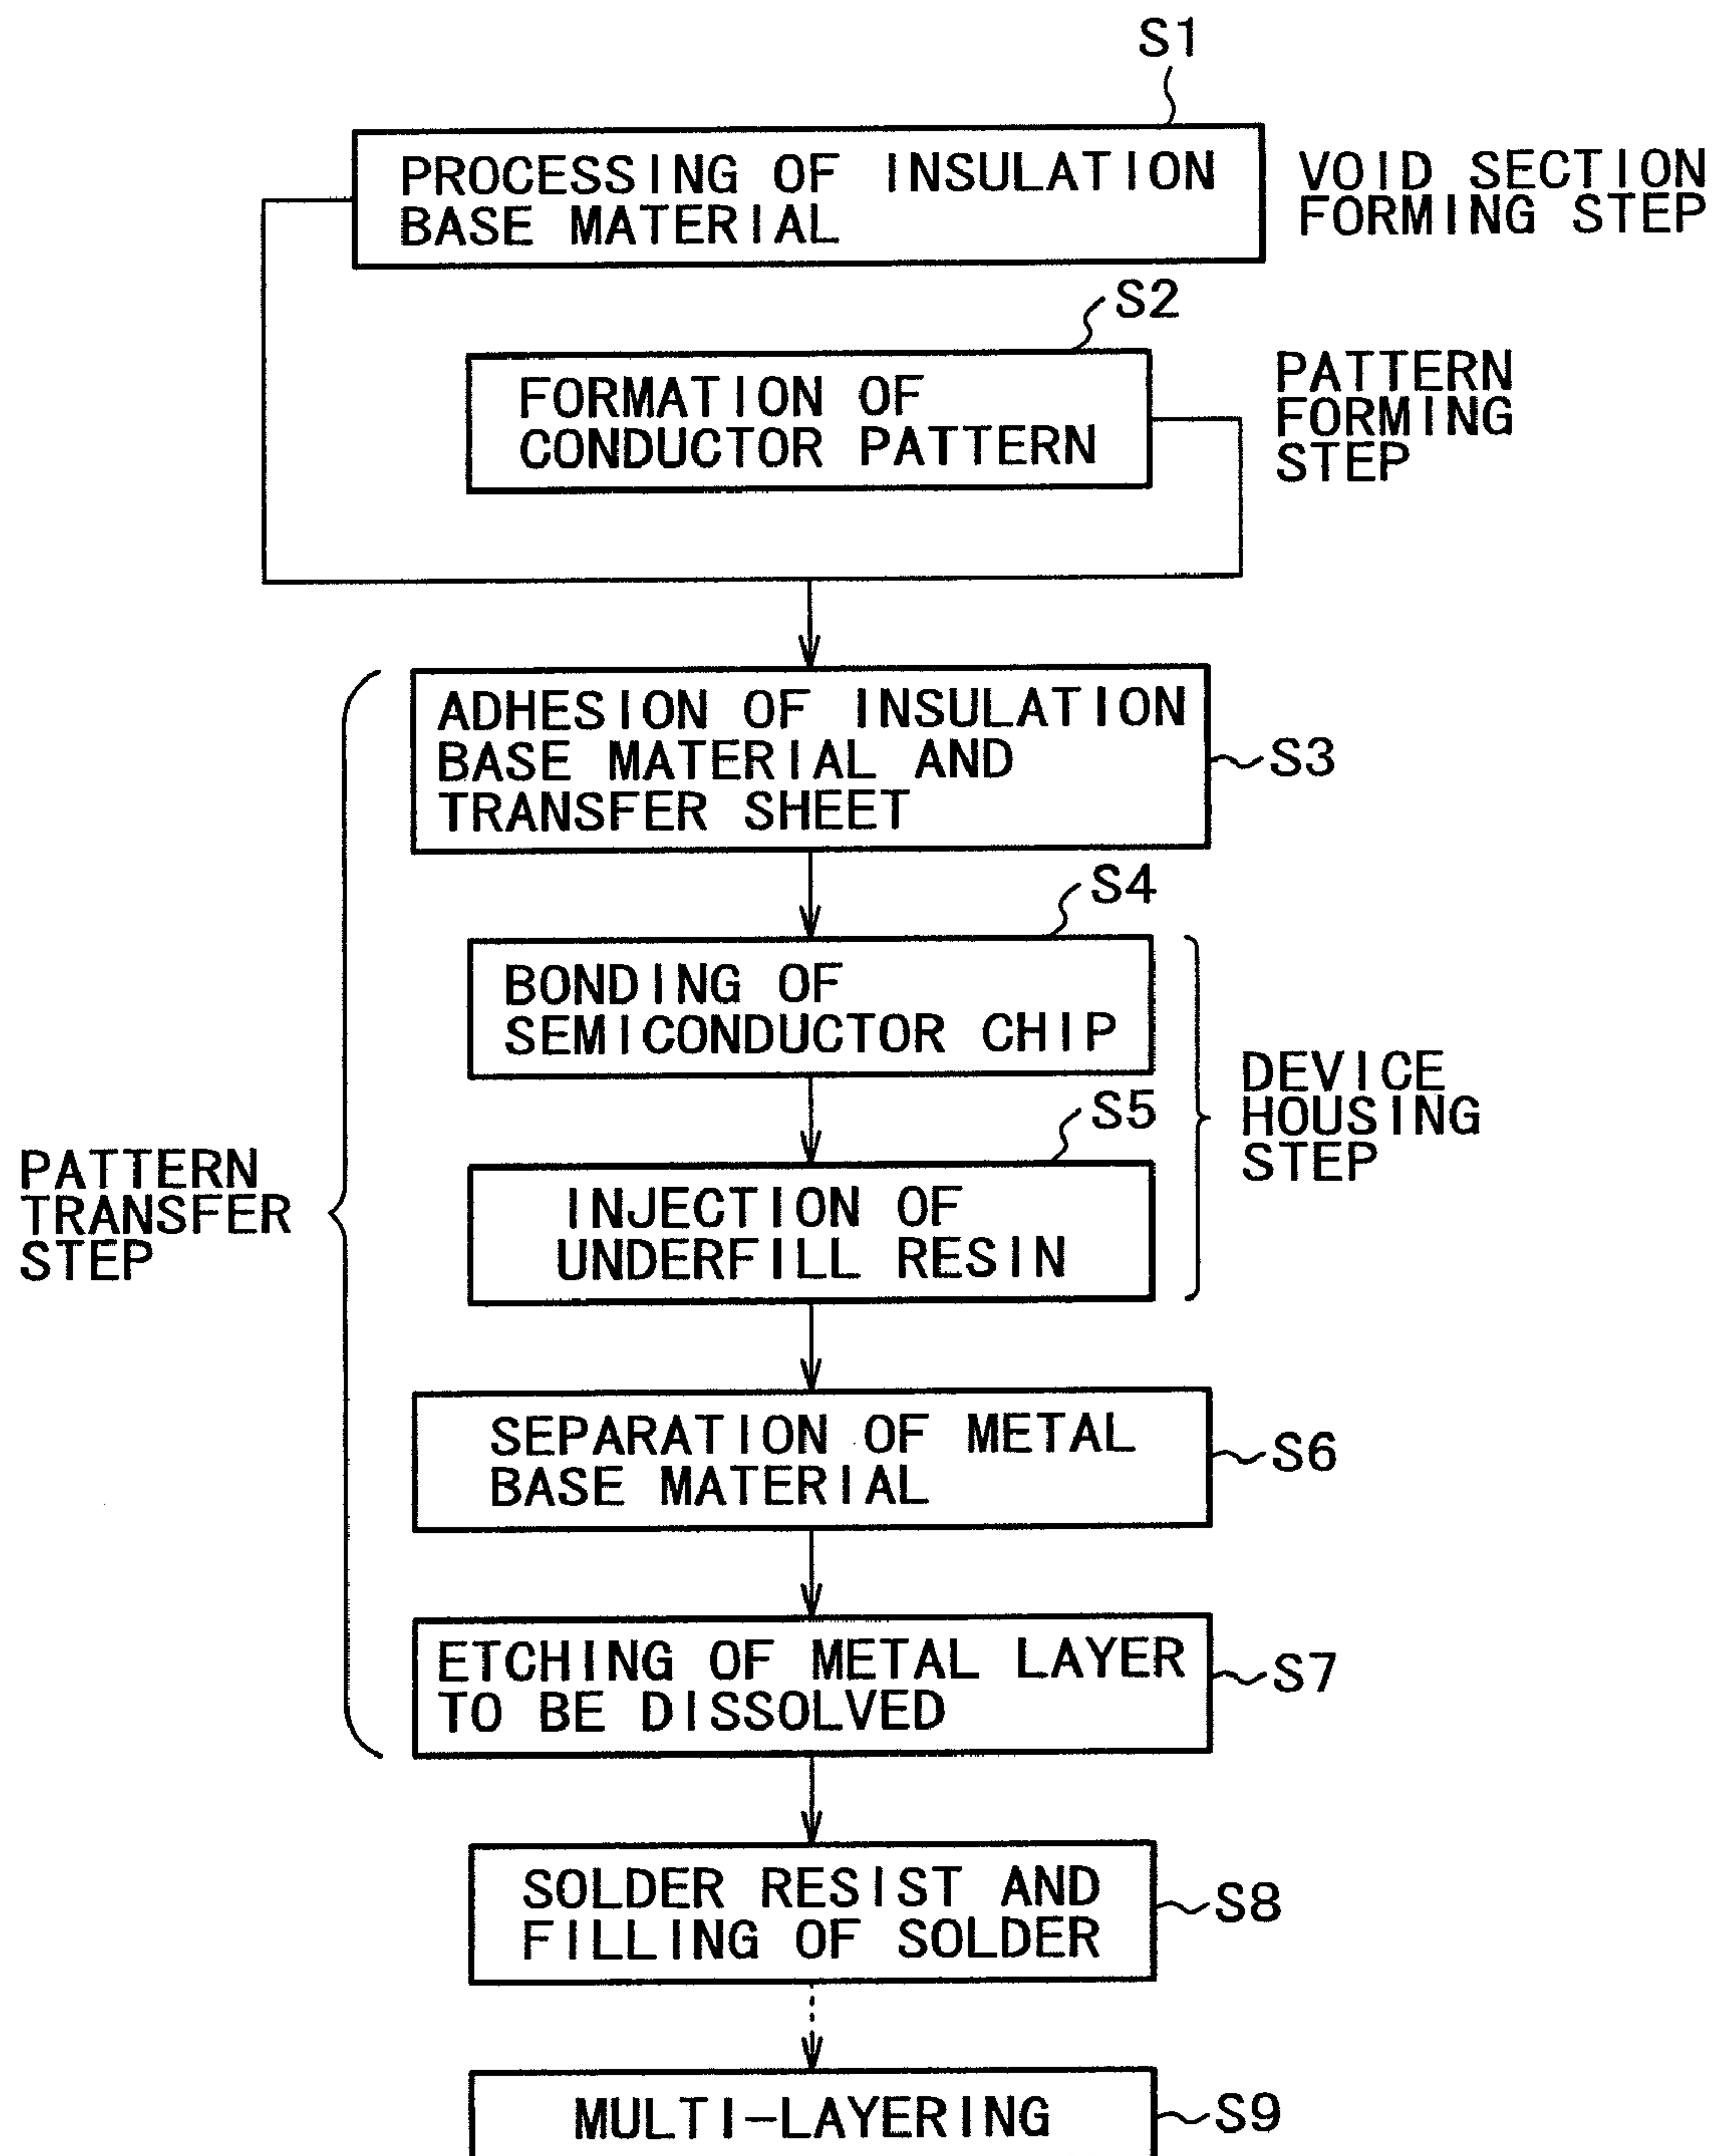 S1
PROCESSING OF INSULATION
BASE MATERIAL
VOID SECTION
FORMING STEP
S2
FORMATION OF
CONDUCTOR PATTERN
PATTERN
FORMING
STEP
ADHESION OF INSULATION
BASE MATERIAL AND
TRANSFER SHEET
S3
S4
BONDING OF
SEMICONDUCTOR CHIP
DEVICE
HOUSING
STEP
S5
INJECTION OF
UNDERFILL RESIN
PATTERN
TRANSFER
STEP
SEPARATION OF METAL
BASE MATERIAL
S6
ETCHING OF METAL LAYER
TO BE DISSOLVED
S7
SOLDER RESIST AND
FILLING OF SOLDER
S8
MULTI-LAYERING
S9